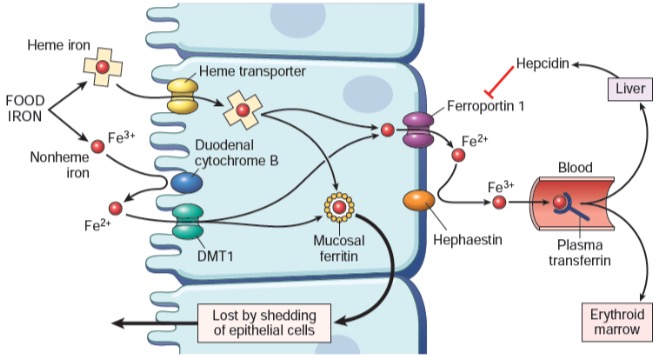 Heme iron
Heme transporter
Hepcidin
Liver
FOOD
IRON
Ferroportin 1
Fe3+
Fe2+
Nonheme
iron
Duodenal
cytochrome B
Blood
Fe3+
Fe2+
DMT1
Mucosal
ferritin
Hephaestin
Plasma
transferrin
Lost by shedding
of epithelial cells
Erythroid
marrow